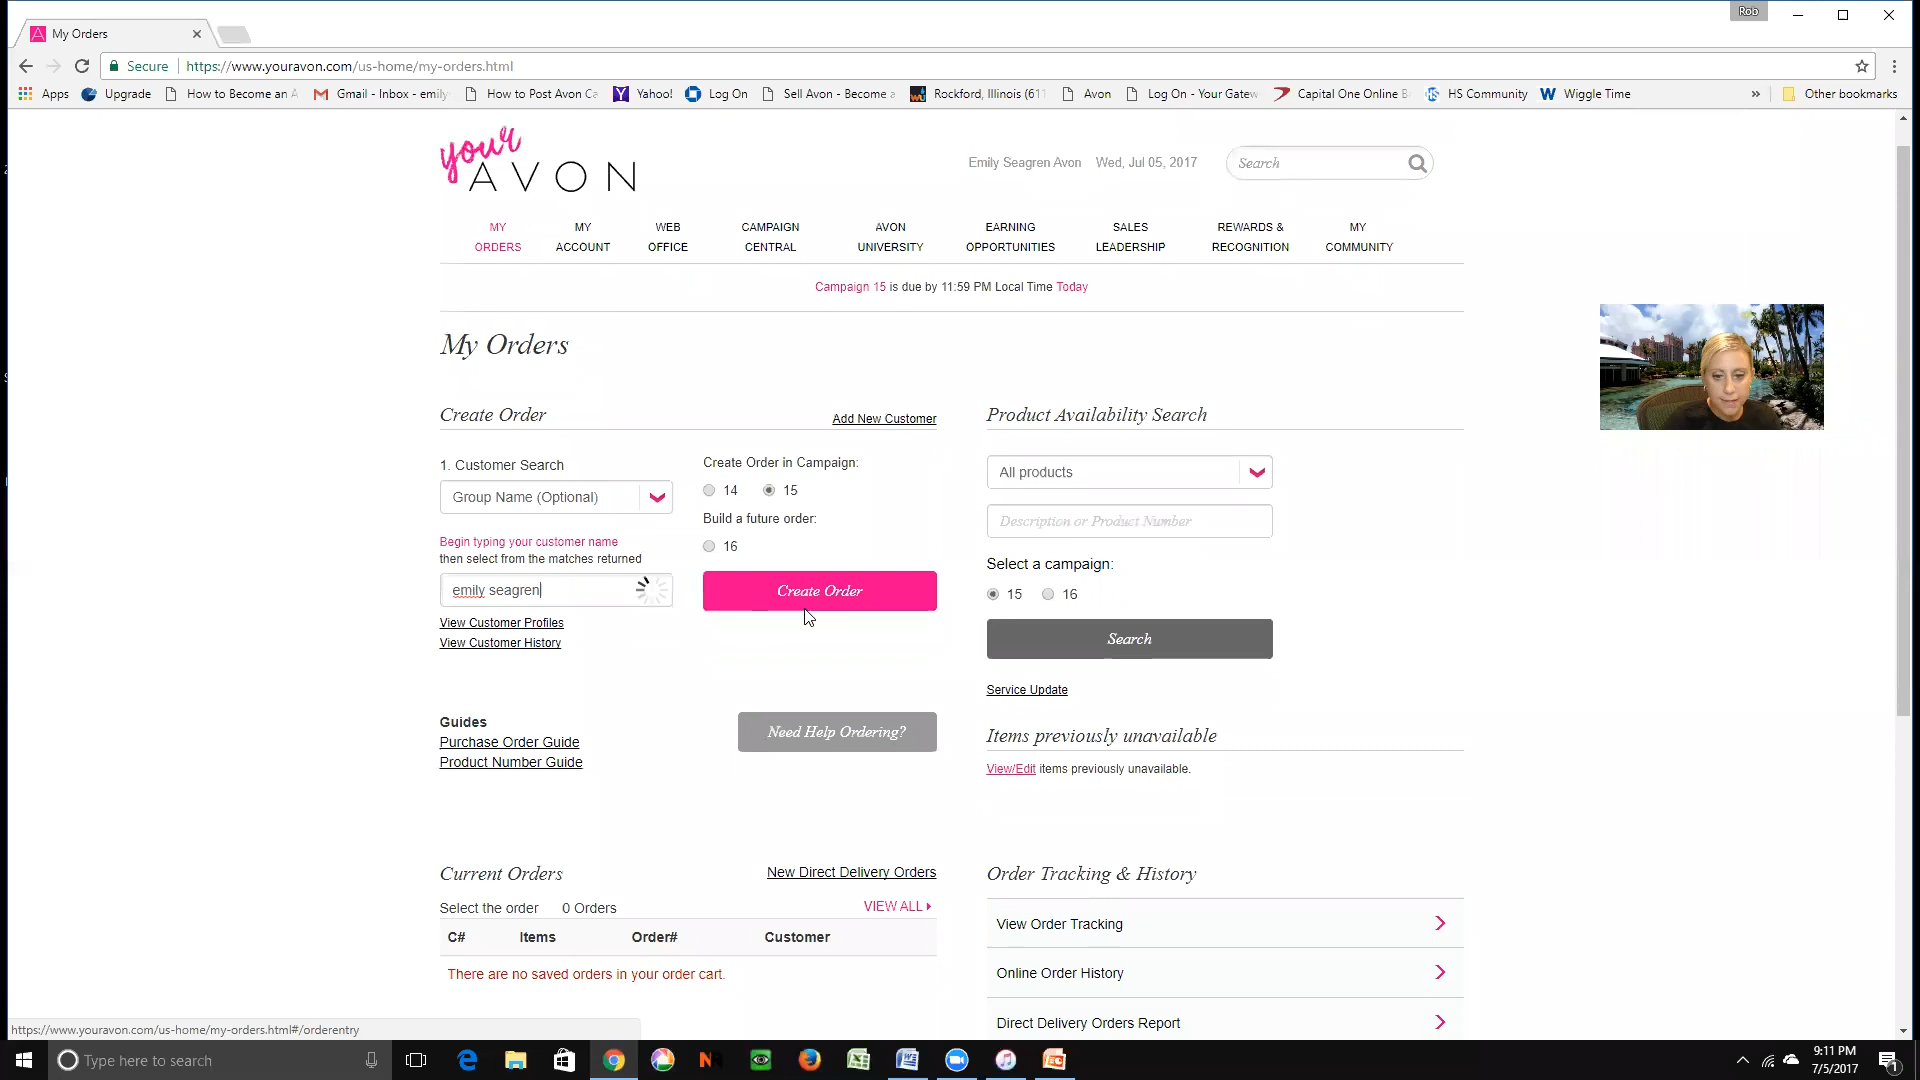 Rob
My Orders
Secure https://www.youravon.com/us-home/my-orders.html
Apps Upgrade How to Become an A Gmail - Inbox - emily How to Post Avon Ca Yahoo! Log On Sell Avon - Become a Rockford, Illinois (611 Avon Log On - Your Gatew Capital One Online B HS Community Wiggle Time » Other bookmarks
your
AVON
Emily Seagren Avon Wed, Jul 05, 2017 Search
MY ORDERS
MY ACCOUNT
WEB OFFICE
CAMPAIGN CENTRAL
AVON UNIVERSITY
EARNING OPPORTUNITIES
SALES LEADERSHIP
REWARDS & RECOGNITION
MY COMMUNITY
Campaign 15 is due by 11:59 PM Local Time Today
My Orders
Create Order Add New Customer
1. Customer Search
Group Name (Optional)
Begin typing your customer name
then select from the matches returned
emily seagren
View Customer Profiles
View Customer History
Create Order in Campaign:
14 15
Build a future order:
16
Create Order
Guides
Purchase Order Guide
Product Number Guide
Need Help Ordering?
Product Availability Search
All products
Description or Product Number
Select a campaign:
15 16
Search
Service Update
Items previously unavailable
View/Edit items previously unavailable.
Current Orders New Direct Delivery Orders
Select the order 0 Orders VIEW ALL
C# Items Order# Customer
There are no saved orders in your order cart.
Order Tracking & History
View Order Tracking
Online Order History
Direct Delivery Orders Report
https://www.youravon.com/us-home/my-orders.html#/orderentry
Type here to search
9:11 PM
7/5/2017
1